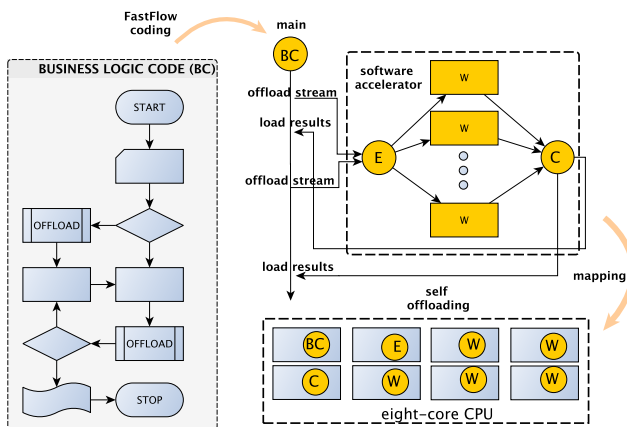 FastFlow
coding
main
BC
BUSINESS LOGIC CODE (BC)
START
OFFLOAD
OFFLOAD
STOP
software
accelerator
offload stream
load results
offload stream
load results
E
W
W
W
C
self
offloading
mapping
BC
E
W
W
C
W
W
W
eight-core CPU